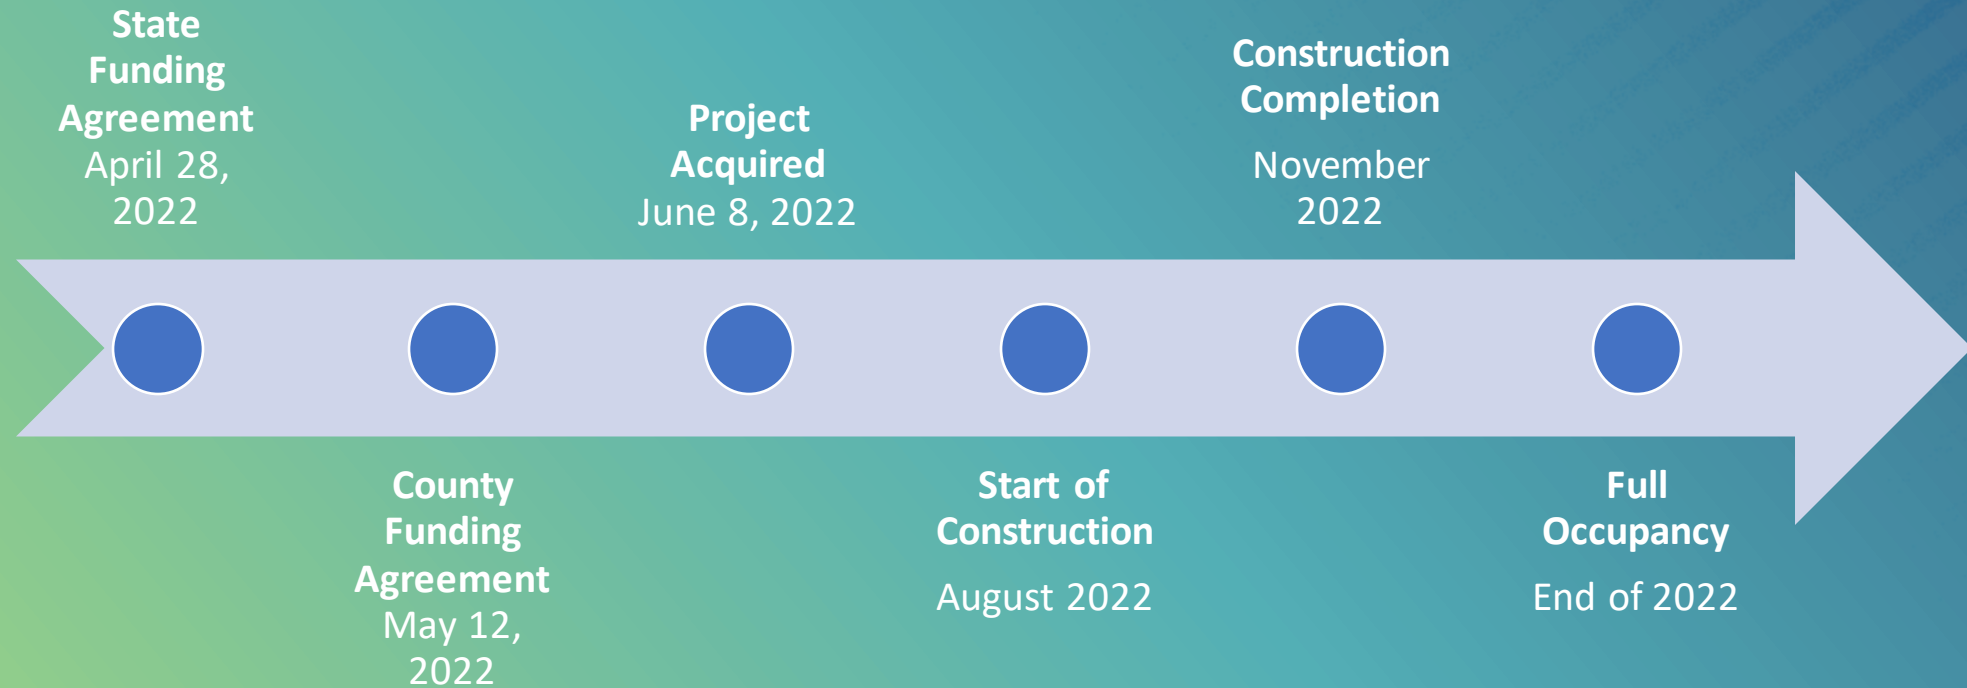 State
Funding
Agreement
April 28,
2022
County
Funding
Agreement
May 12,
2022
Project
Acquired
June 8, 2022
Start of
Construction
August 2022
Construction
Completion
November
2022
Full
Occupancy
End of 2022